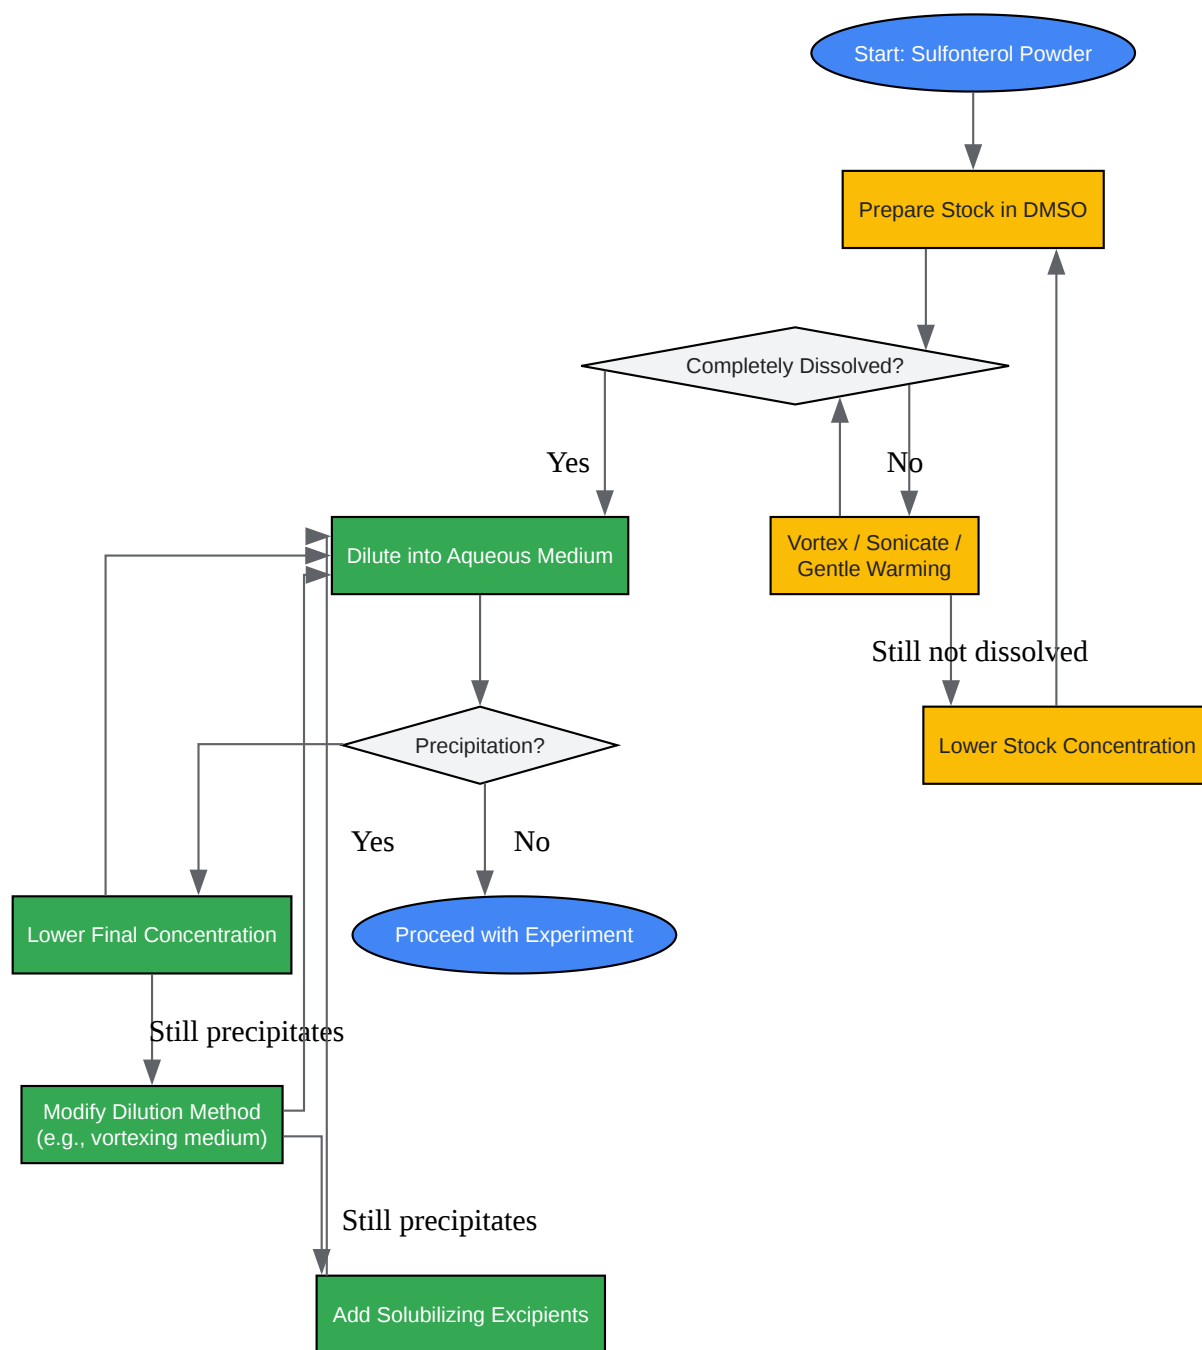 Start: Sulfonterol Powder
Prepare Stock in DMSO
Completely Dissolved?
Yes
No
Dilute into Aqueous Medium
Vortex / Sonicate /
Gentle Warming
Still not dissolved
Precipitation?
Lower Stock Concentration
Yes
No
Lower Final Concentration
Proceed with Experiment
Still precipitates
Modify Dilution Method
(e.g., vortexing medium)
Still precipitates
Add Solubilizing Excipients